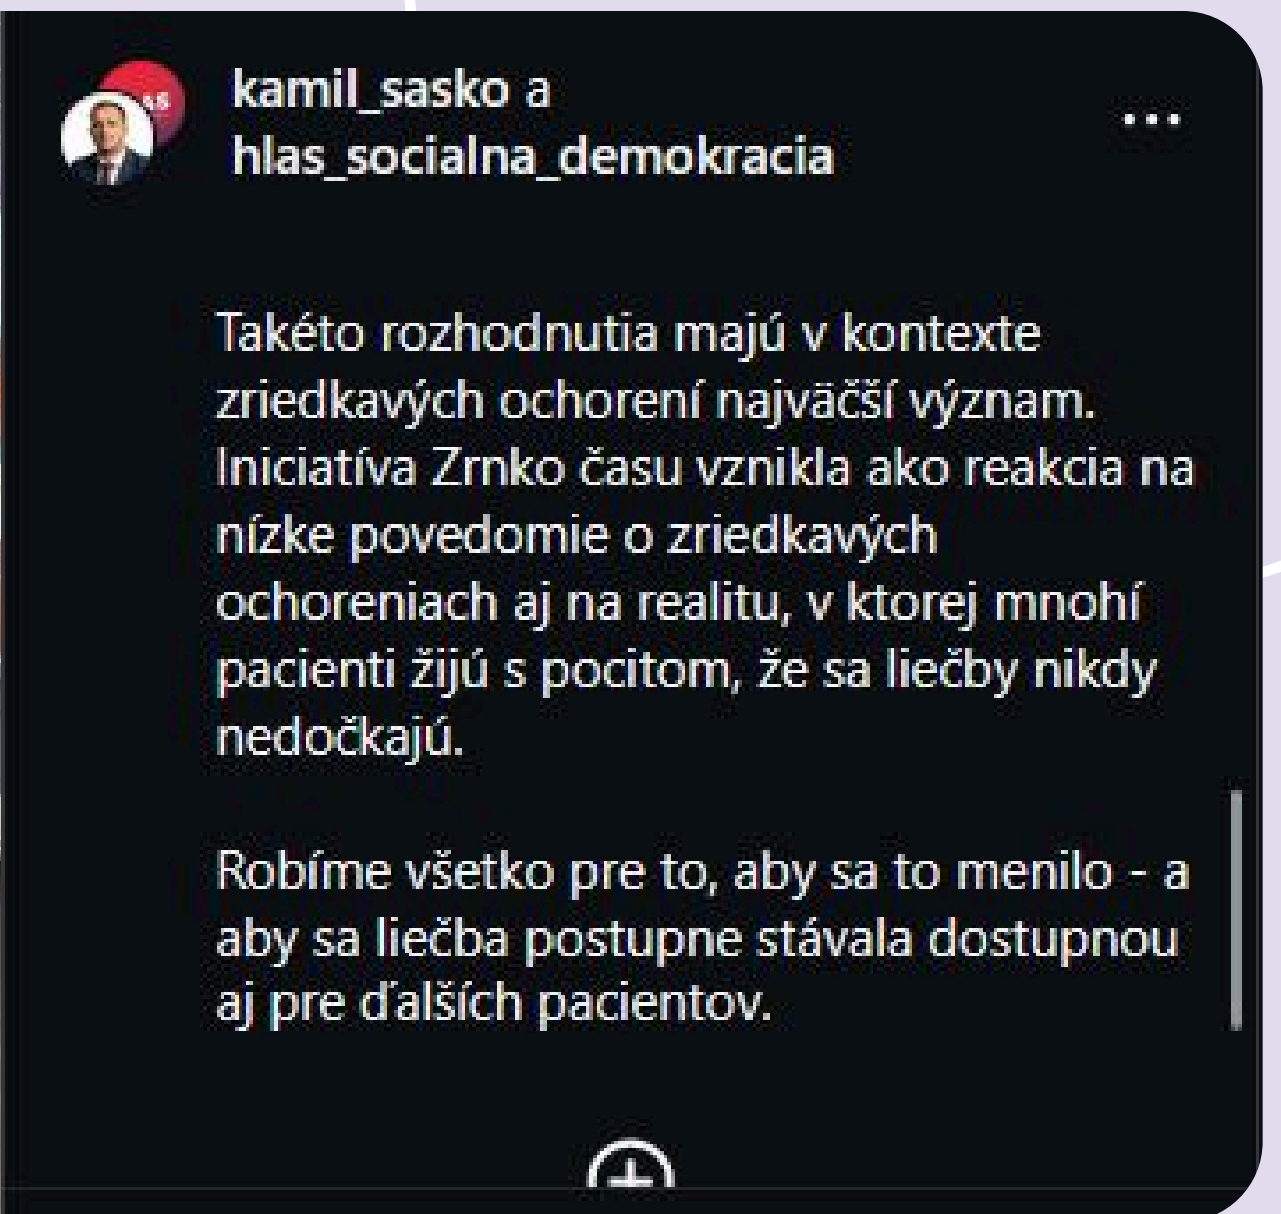 kamil_sasko a
hlas_socialna_demokracia
Takéto rozhodnutia majú v kontexte
zriedkavých ochorení najväčší význam.
Iniciatíva Zrnko času vznikla ako reakcia na
nízke povedomie o zriedkavých
ochoreniach aj na realitu, v ktorej mnohí
pacienti žijú s pocitom, že sa liečby nikdy
nedočkajú.
Robíme všetko pre to, aby sa to menilo - a
aby sa liečba postupne stávala dostupnou
aj pre ďalších pacientov.